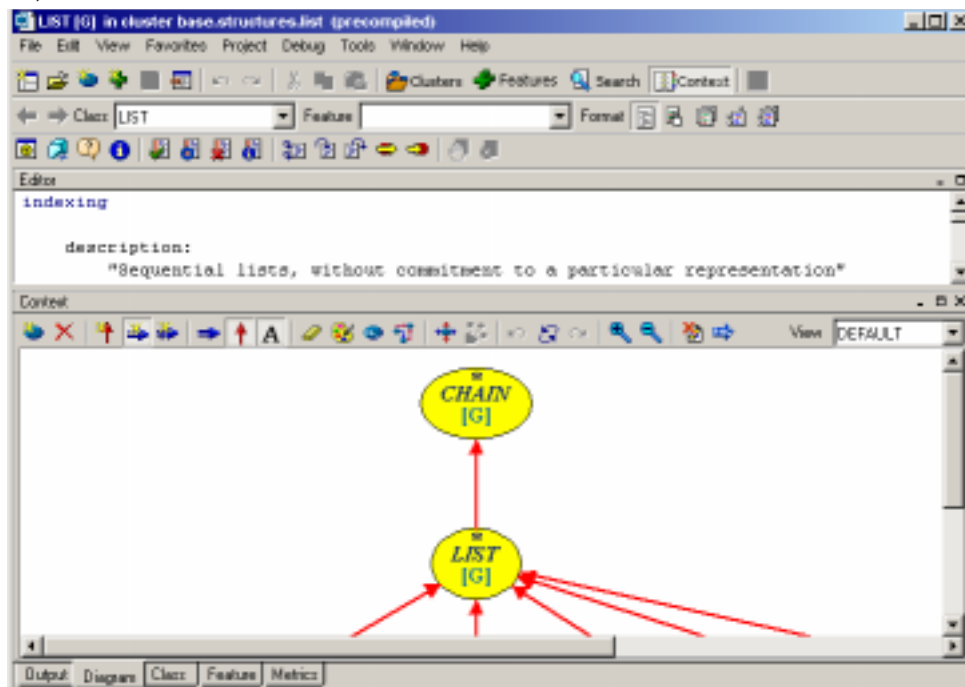 LIST [G] in cluster base.structures.list (precompiled)
File Edit View Favorites Project Debug Tools Window Help
Clusters Features Search Context
Class LIST Feature Format
Editor
indexing
description:
"Sequential lists, without commitment to a particular representation"
Context
A View DEFAULT
CHAIN
[G]
LIST
[G]
Output Diagram Class Feature Metrics